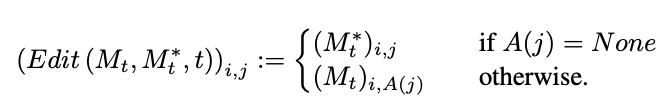 (Edit (M_t, M_t^*, t))_{i,j} := { (M_t^*)_{i,j} if A(j) = None
(M_t)_{i,A(j)} otherwise.